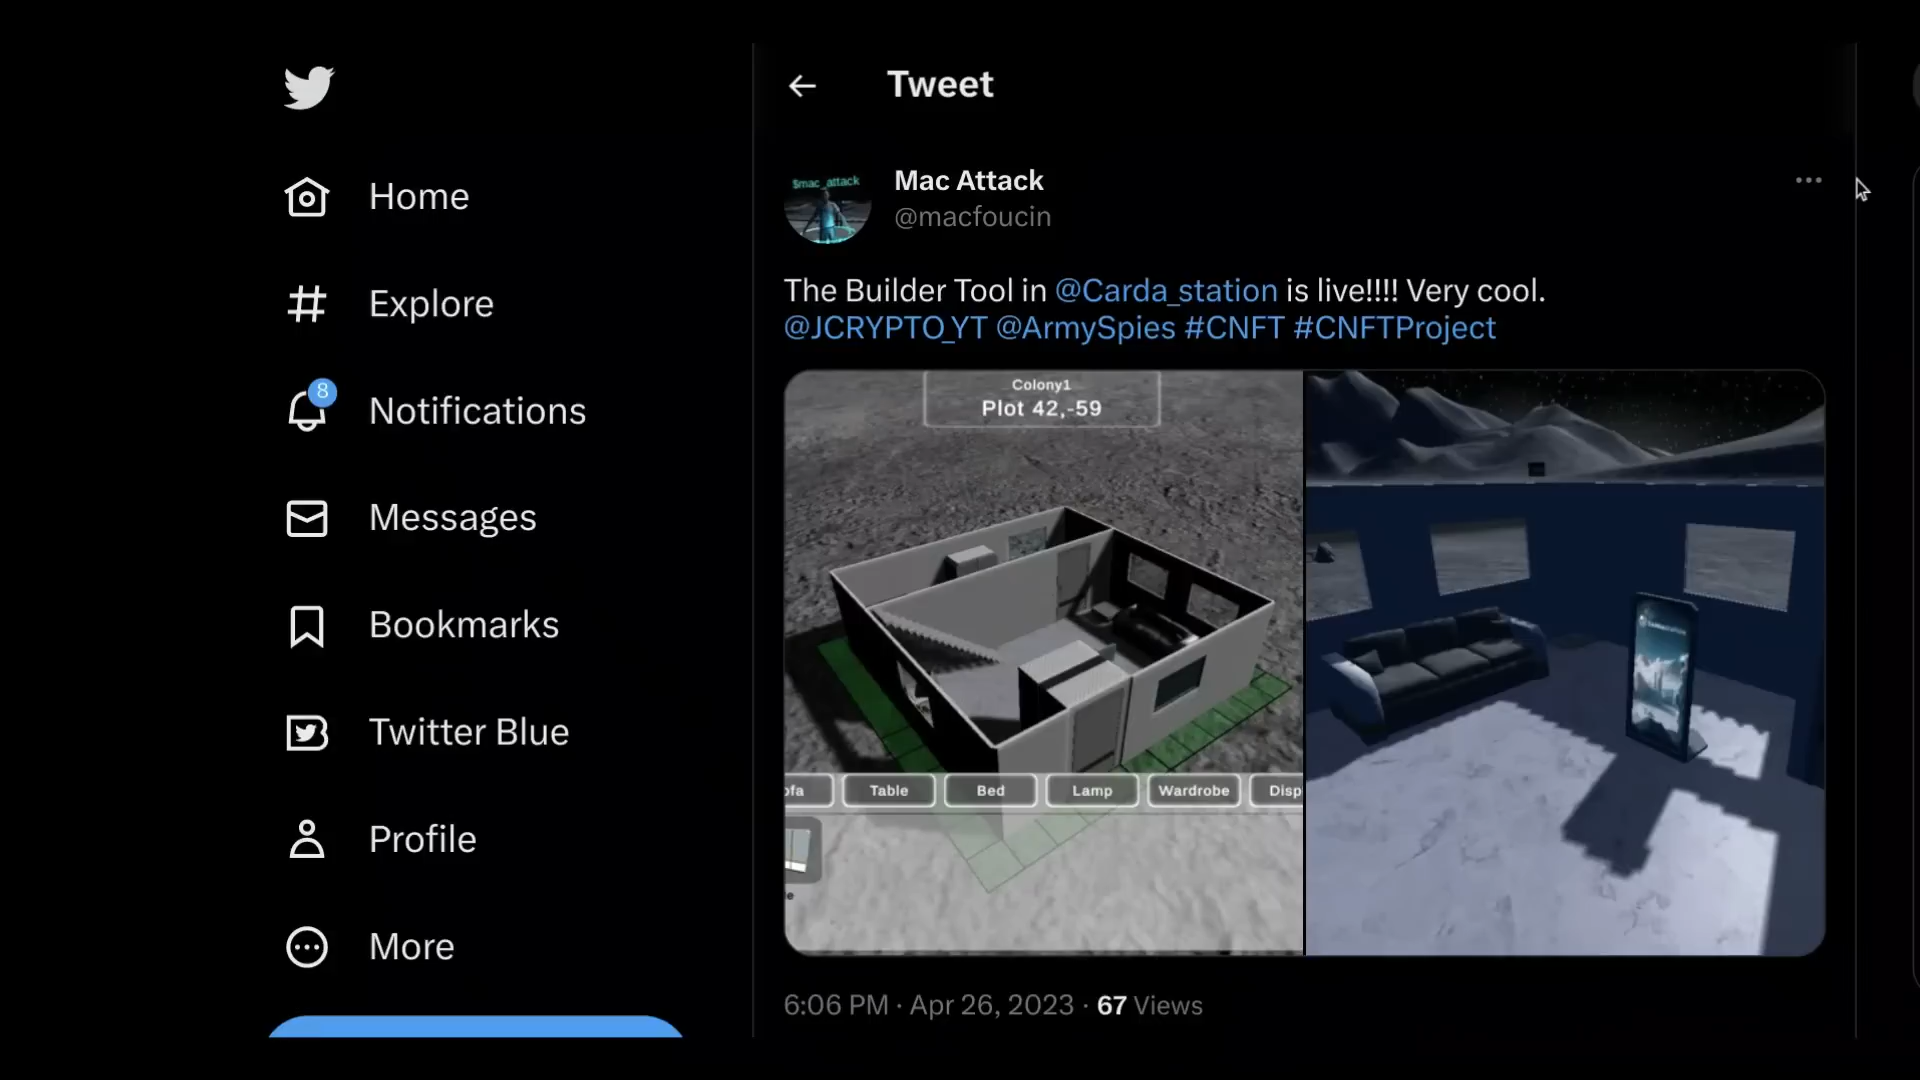 Tweet
Home
Explore
8
Notifications
Messages
Bookmarks
Twitter Blue
Profile
More
$mac_attack
Mac Attack
@macfoucin
The Builder Tool in @Carda_station is live!!!! Very cool.
@JCRYPTO_YT @ArmySpies #CNFT #CNFTProject
Colony1
Plot 42,-59
ofa
Table
Bed
Lamp
Wardrobe
Disp
e
6:06 PM · Apr 26, 2023 · 67 Views